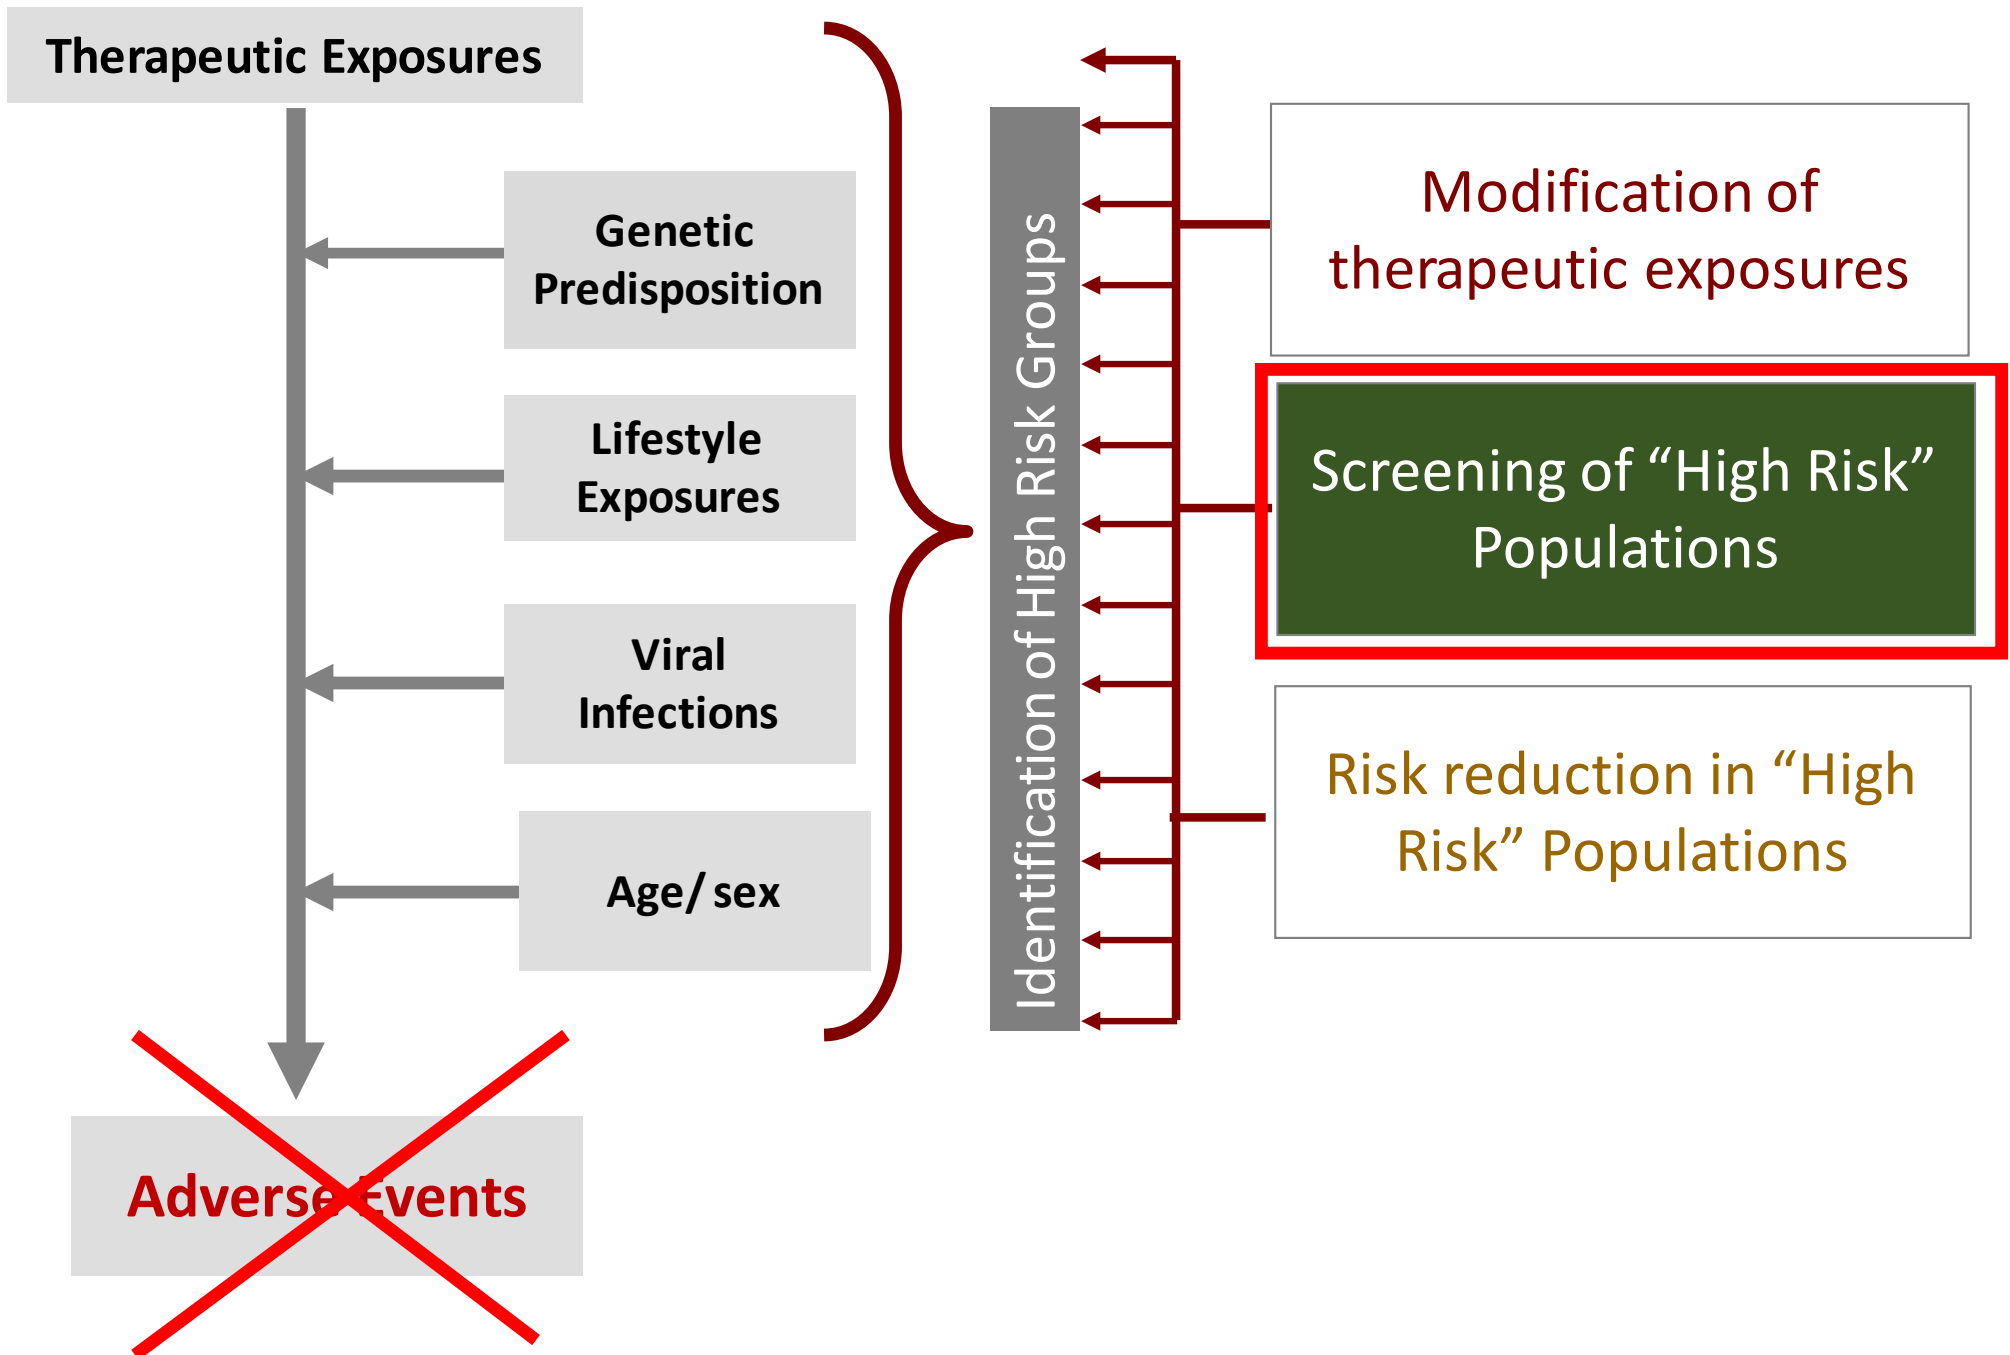 Therapeutic Exposures
Genetic
Predisposition
Lifestyle
Exposures
Viral
Infections
Age/ sex
Adverse Events
Identification of High Risk Groups
Modification of
therapeutic exposures
Screening of “High Risk”
Populations
Risk reduction in “High
Risk” Populations